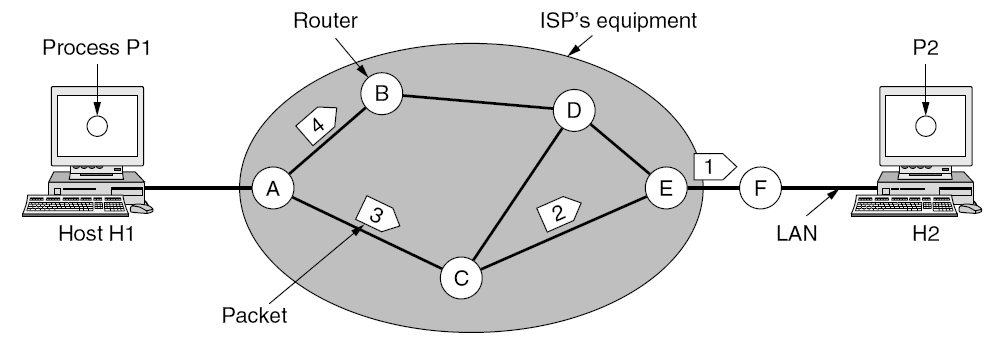 Router
ISP's equipment
Process P1
P2
B
D
4
1
A
E
F
3
2
Host H1
LAN
H2
C
Packet